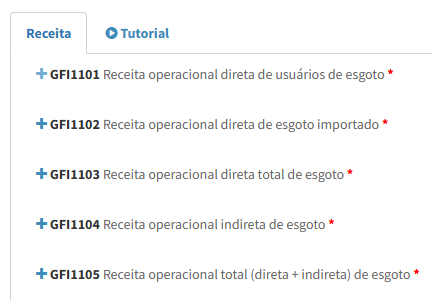 Receita
Tutorial
GFI1101 Receita operacional direta de usuários de esgoto *
GFI1102 Receita operacional direta de esgoto importado *
GFI1103 Receita operacional direta total de esgoto *
GFI1104 Receita operacional indireta de esgoto *
GFI1105 Receita operacional total (direta + indireta) de esgoto *